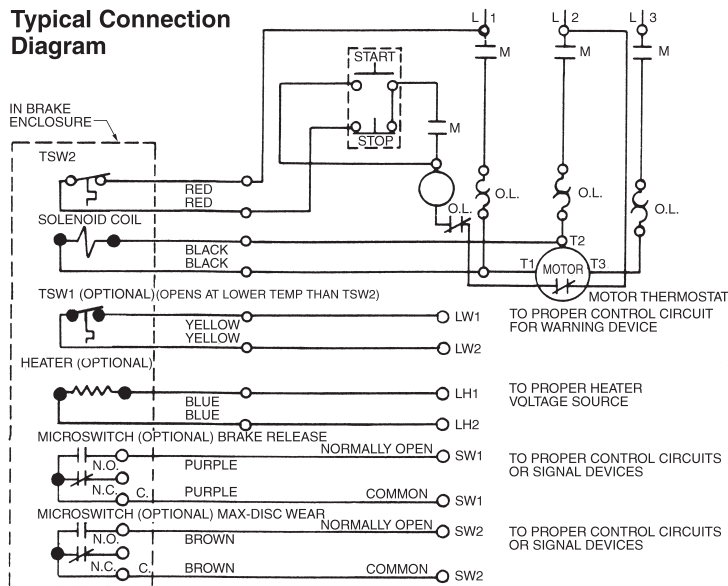 Typical Connection
Diagram
L 1
L 2
L 3
M
M
M
START
STOP
M
IN BRAKE
ENCLOSURE
TSW2
RED
RED
O.L.
O.L.
O.L.
O.L.
SOLENOID COIL
BLACK
BLACK
T2
T1
MOTOR
T3
MOTOR THERMOSTAT
TSW1 (OPTIONAL) (OPENS AT LOWER TEMP THAN TSW2)
YELLOW
YELLOW
LW1
LW2
TO PROPER CONTROL CIRCUIT
FOR WARNING DEVICE
HEATER (OPTIONAL)
BLUE
BLUE
LH1
LH2
TO PROPER HEATER
VOLTAGE SOURCE
MICROSWITCH (OPTIONAL) BRAKE RELEASE
NORMALLY OPEN
SW1
N.O.
PURPLE
N.C.
C.
PURPLE
COMMON
SW1
TO PROPER CONTROL CIRCUITS
OR SIGNAL DEVICES
MICROSWITCH (OPTIONAL) MAX-DISC WEAR
NORMALLY OPEN
SW2
N.O.
BROWN
N.C.
C.
BROWN
COMMON
SW2
TO PROPER CONTROL CIRCUITS
OR SIGNAL DEVICES